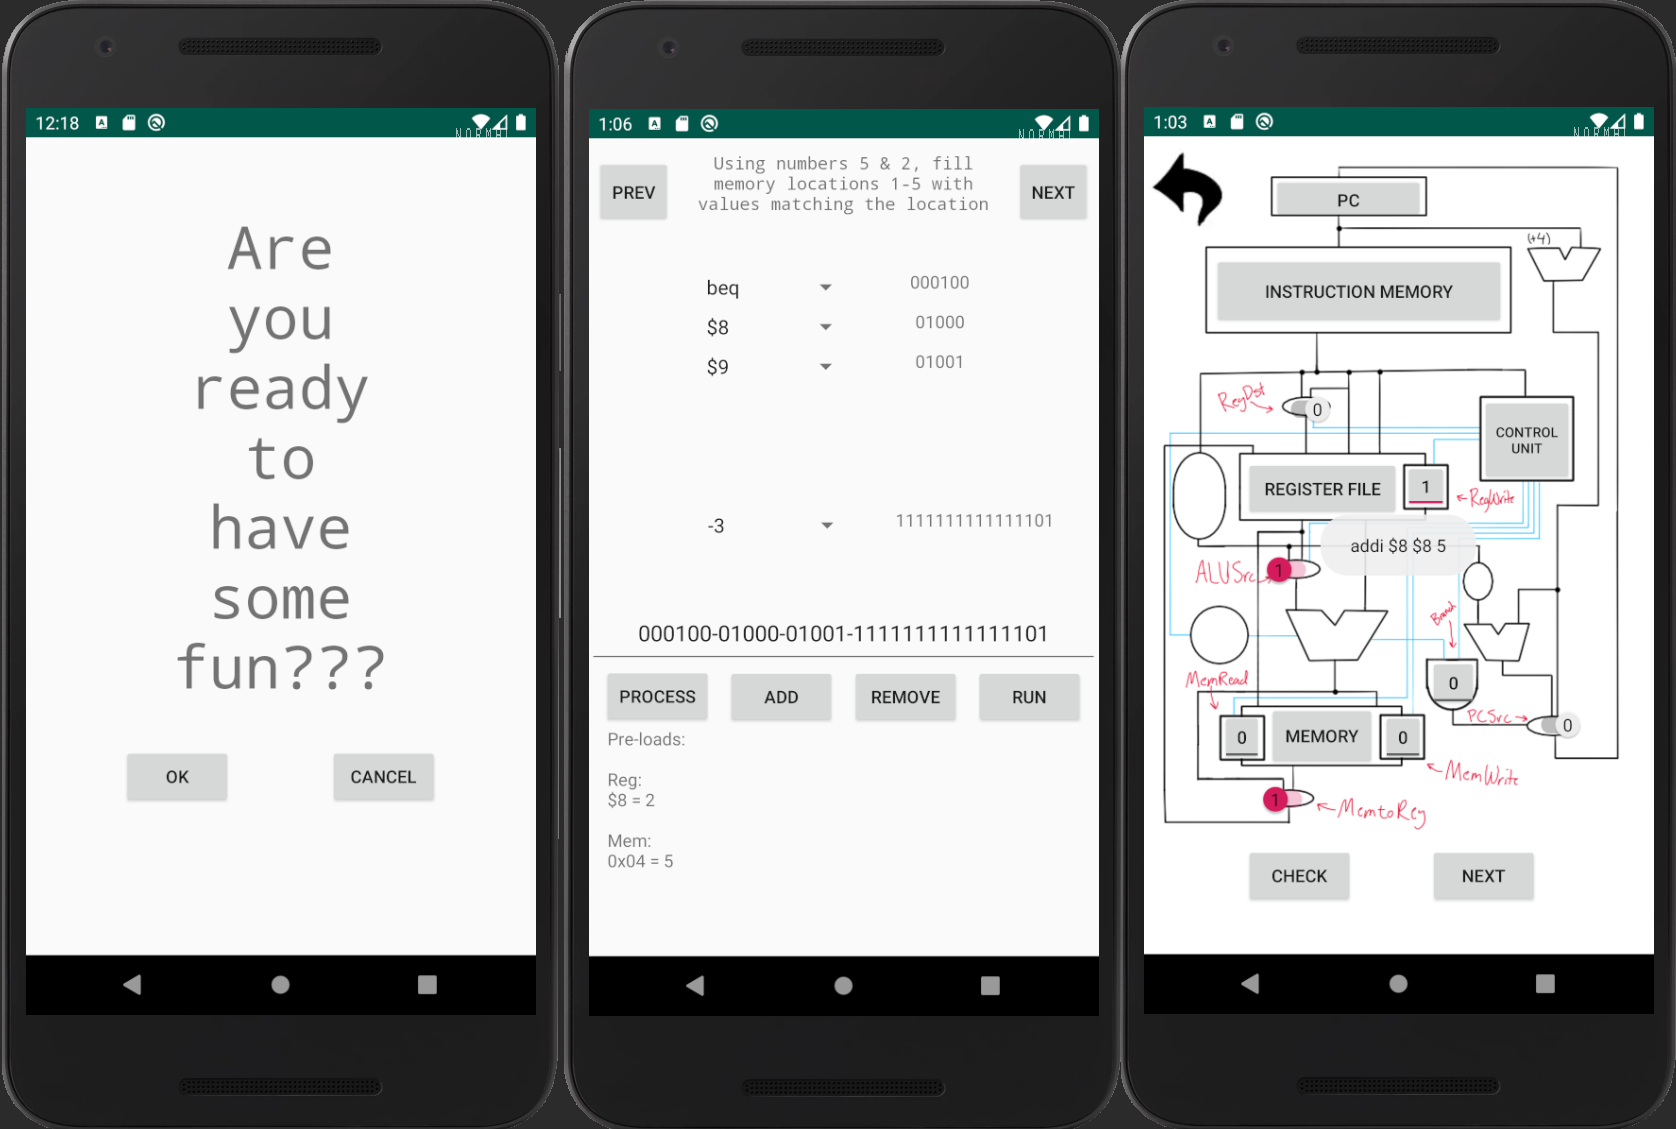 12:18
NORMAL
Are
you
ready
to
have
some
fun???
OK
CANCEL
1:06
NORMAL
PREV
Using numbers 5 & 2, fill
memory locations 1-5 with
values matching the location
NEXT
beq
000100
$8
01000
$9
01001
-3
1111111111111101
000100-01000-01001-1111111111111101
PROCESS
ADD
REMOVE
RUN
Pre-loads:
Reg:
$8 = 2
Mem:
0x04 = 5
1:03
NORMAL
PC
(+4)
INSTRUCTION MEMORY
RegDst
0
CONTROL
UNIT
REGISTER FILE
1
RegWrite
addi $8 $8 5
ALUSrc
1
Branch
MemRead
0
PCSrc
0
0
MEMORY
0
MemWrite
1
MemtoReg
CHECK
NEXT